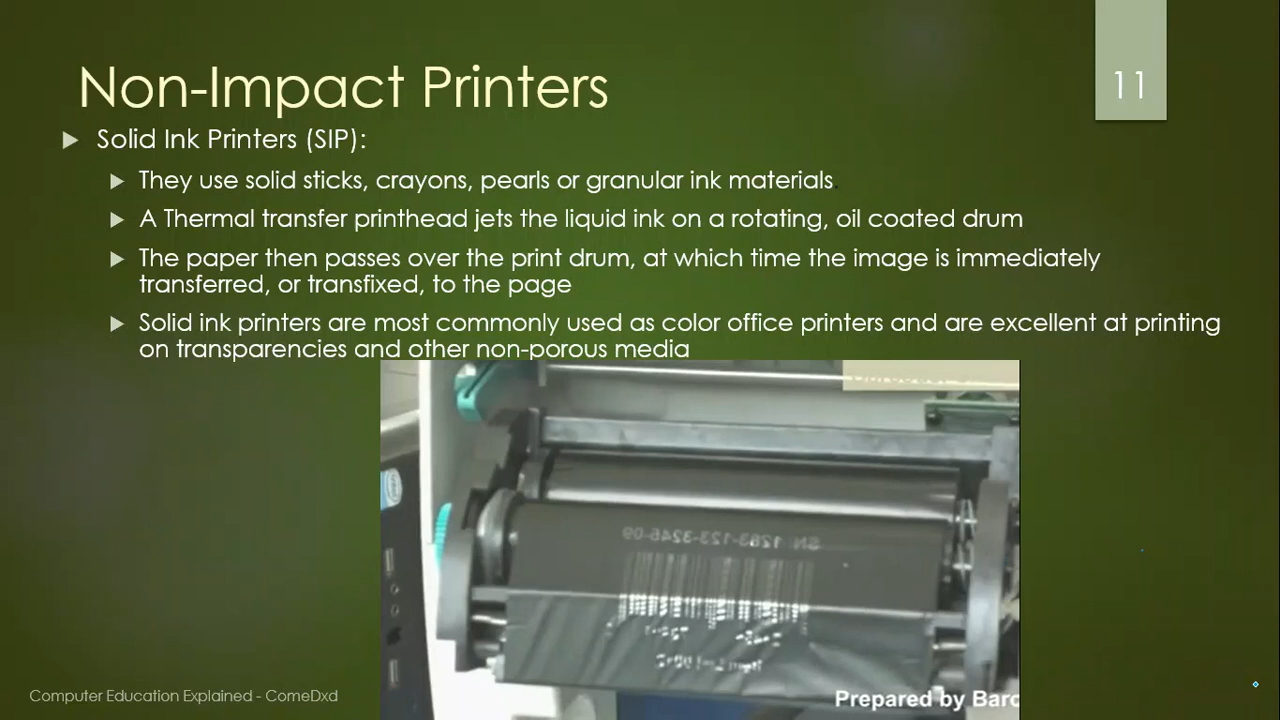 Non-Impact Printers
11
Solid Ink Printers (SIP):
They use solid sticks, crayons, pearls or granular ink materials.
A Thermal transfer printhead jets the liquid ink on a rotating, oil coated drum
The paper then passes over the print drum, at which time the image is immediately
transferred, or transfixed, to the page
Solid ink printers are most commonly used as color office printers and are excellent at printing
on transparencies and other non-porous media
SN: 1283-123-3245-09
Prepared by Barc
Computer Education Explained - ComeDxd